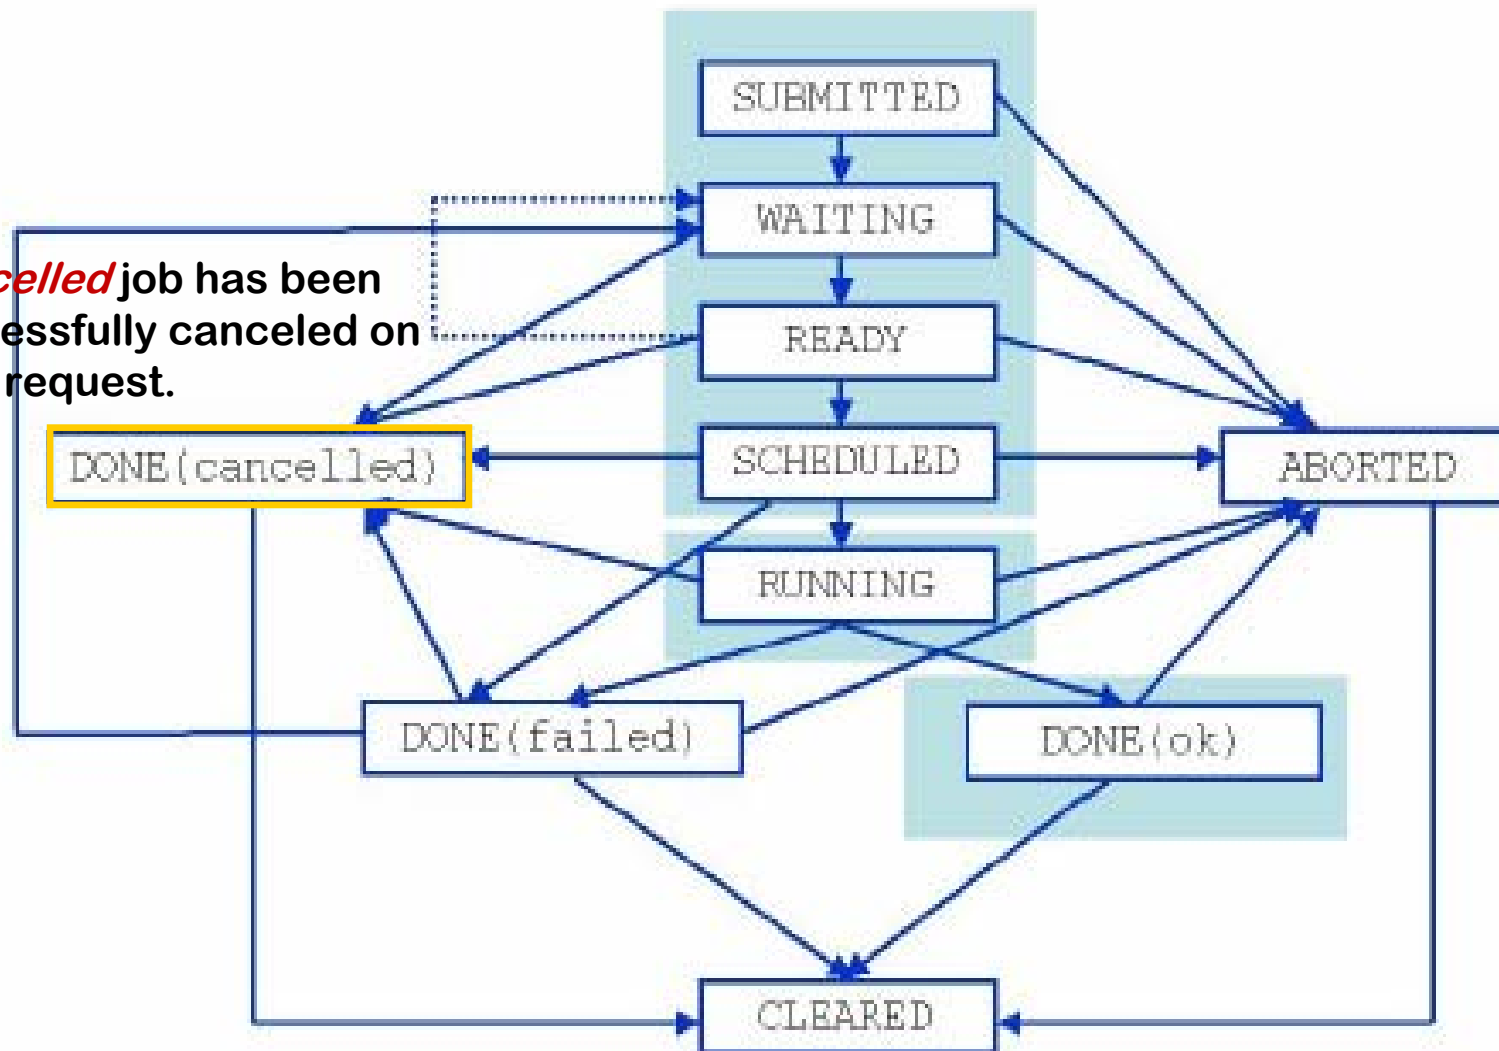 SUBMITTED
WAITING
celled job has been
essfully canceled on
request.
READY
DONE(cancelled)
SCHEDULED
ABORTED
RUNNING
DONE(failed)
DONE(ok)
CLEARED